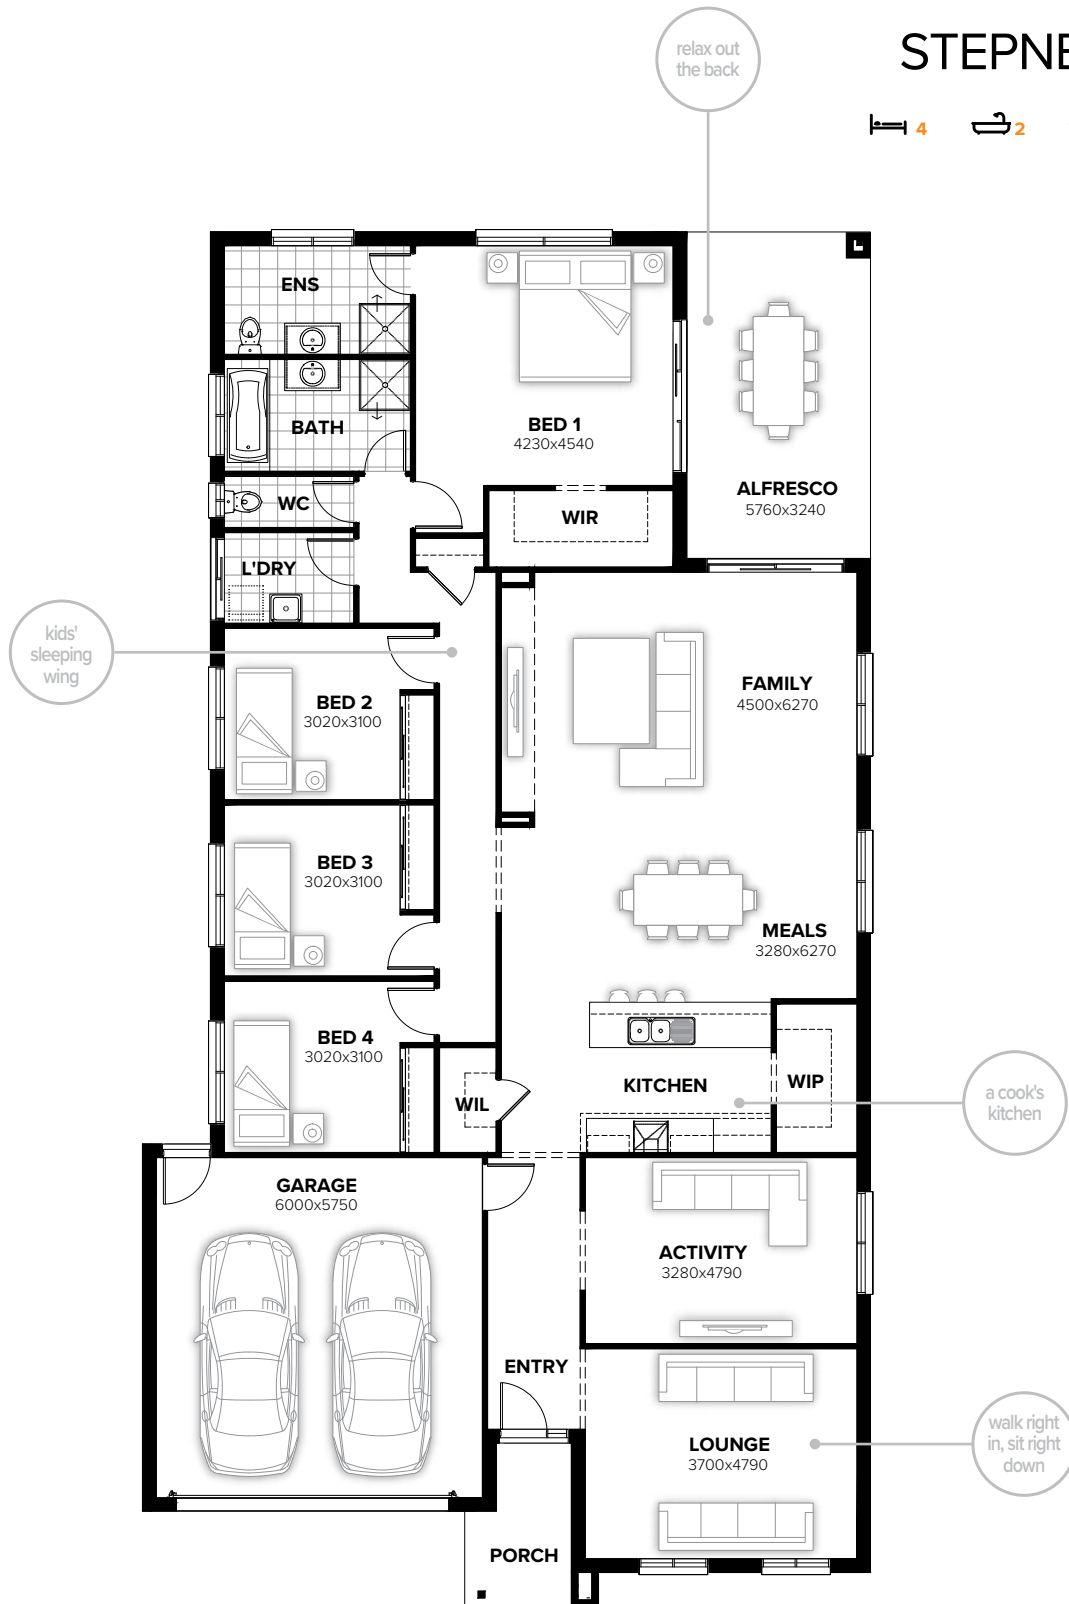 relax out
the back
STEPNE
4
2
ENS
BED 1
4230x4540
BATH
ALFRESCO
5760x3240
WC
WIR
L'DRY
kids'
sleeping
wing
BED 2
3020x3100
FAMILY
4500x6270
BED 3
3020x3100
MEALS
3280x6270
BED 4
3020x3100
KITCHEN
WIP
a cook's
kitchen
WIL
GARAGE
6000x5750
ACTIVITY
3280x4790
ENTRY
LOUNGE
3700x4790
walk right
in, sit right
down
PORCH